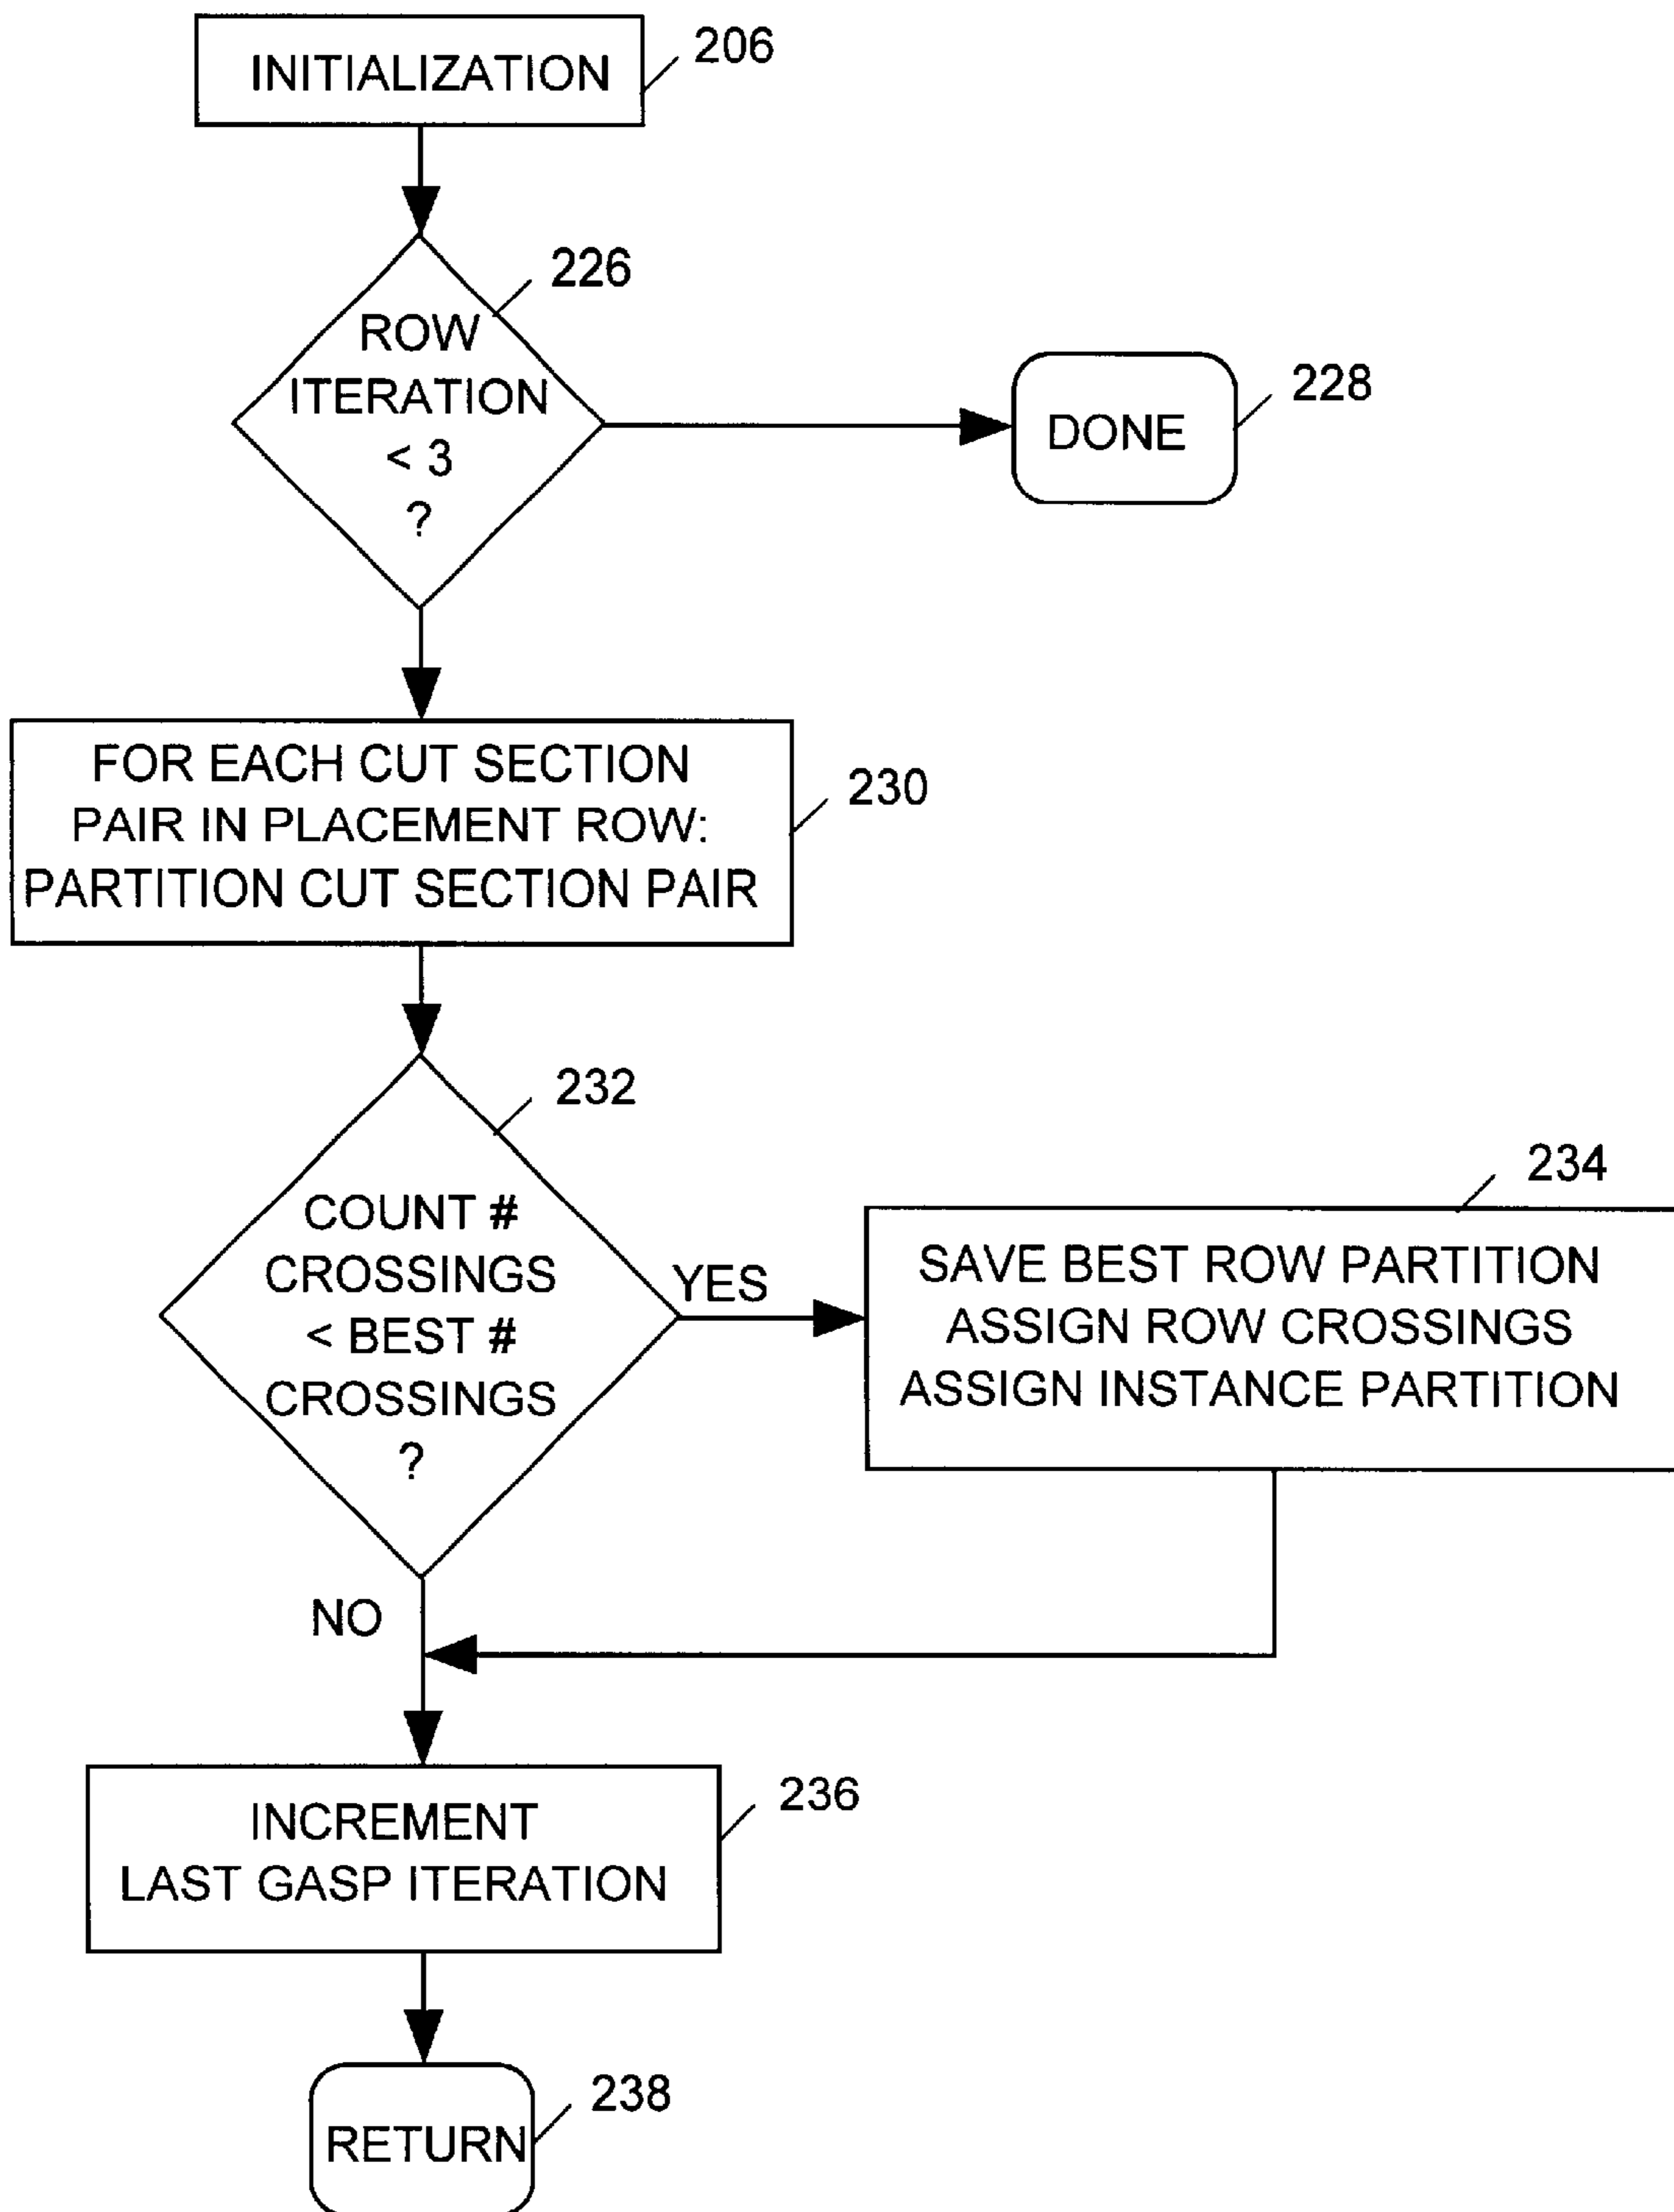 INITIALIZATION
206
226
ROW
ITERATION
< 3
?
DONE
228
FOR EACH CUT SECTION
PAIR IN PLACEMENT ROW:
PARTITION CUT SECTION PAIR
230
232
COUNT #
CROSSINGS
< BEST #
CROSSINGS
?
YES
234
SAVE BEST ROW PARTITION
ASSIGN ROW CROSSINGS
ASSIGN INSTANCE PARTITION
NO
INCREMENT
LAST GASP ITERATION
236
RETURN
238